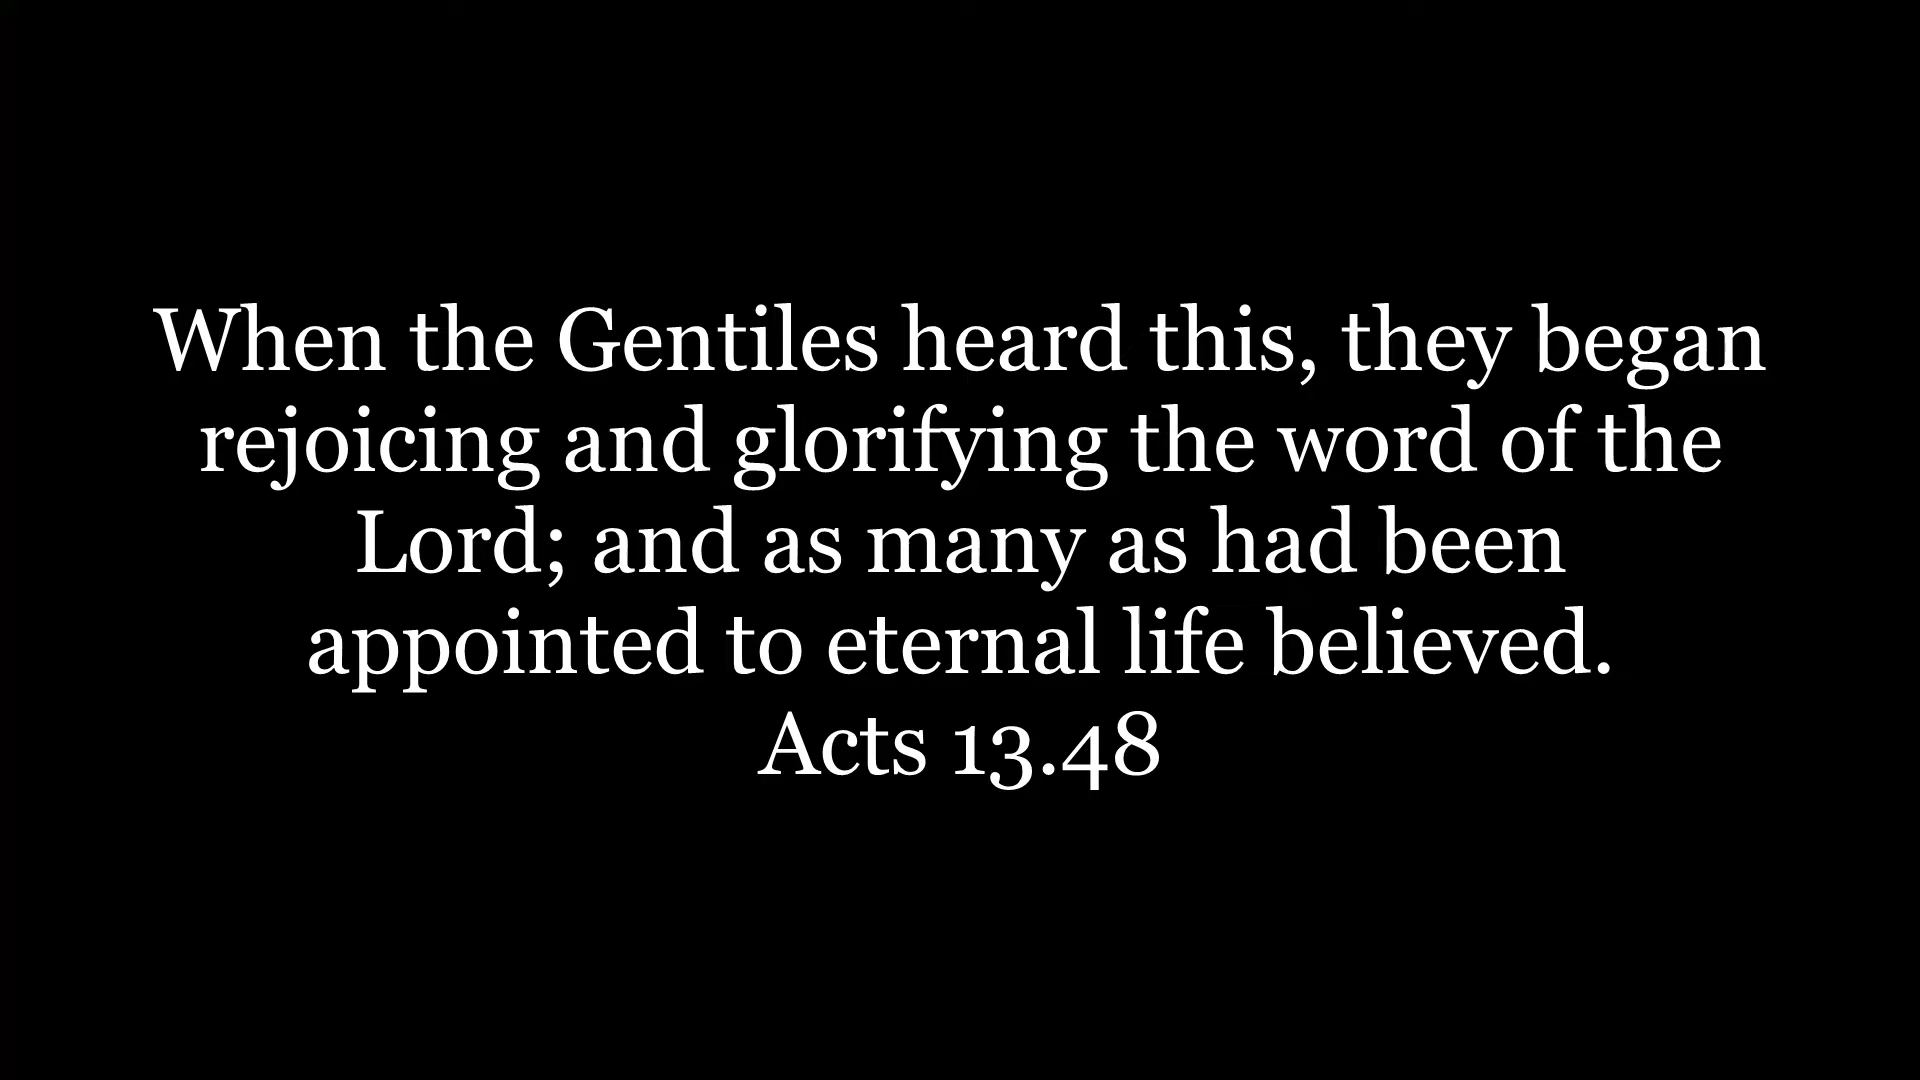 When the Gentiles heard this, they began
rejoicing and glorifying the word of the
Lord; and as many as had been
appointed to eternal life believed.
Acts 13.48